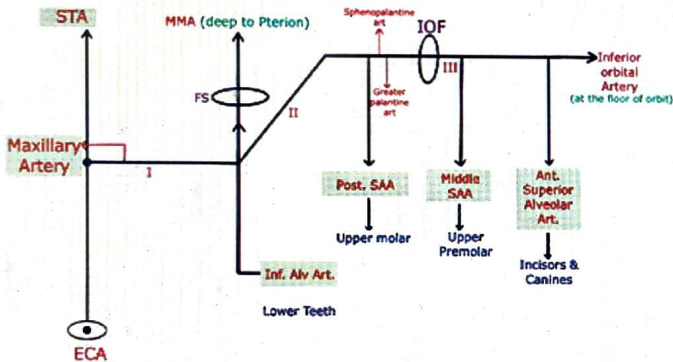 STA
MMA (deep to Pterion)
Sphenopalantine
art
IOF
FS
II
Greater
palantine
art
III
Inferior
orbital
Artery
(at the floor of orbit)
Maxillary
Artery
I
Post. SAA
Middle
SAA
Ant.
Superior
Alveolar
Art.
Upper molar
Upper
Premolar
Incisors &
Canines
Inf. Alv Art.
Lower Teeth
ECA